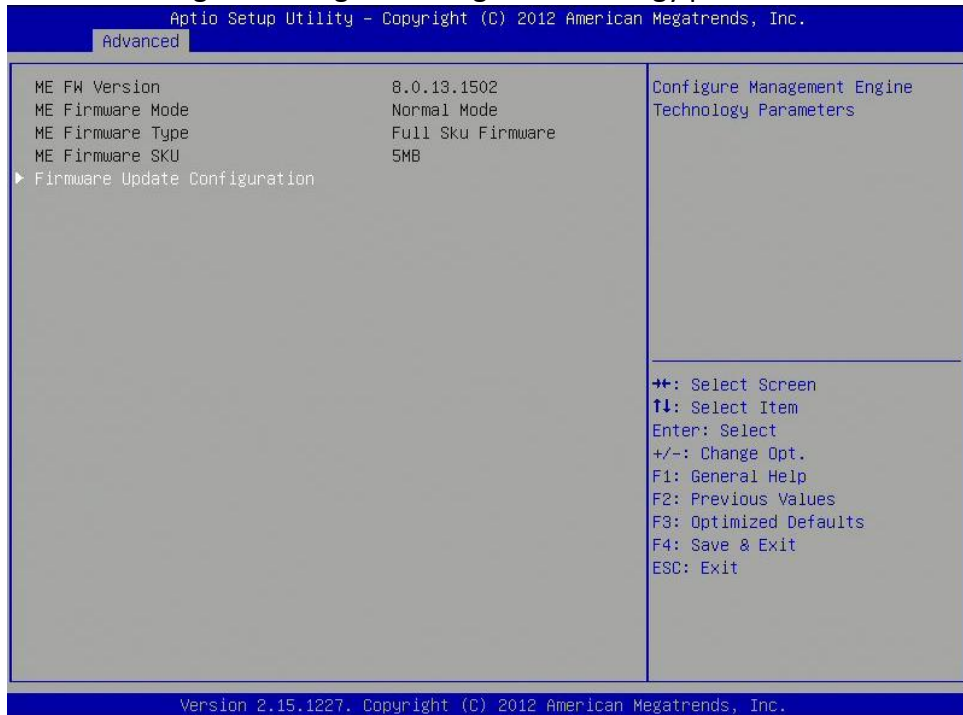 Aptio Setup Utility – Copyright (C) 2012 American Megatrends, Inc.
Advanced
ME FW Version 8.0.13.1502
ME Firmware Mode Normal Mode
ME Firmware Type Full Sku Firmware
ME Firmware SKU 5MB
▶ Firmware Update Configuration
Configure Management Engine
Technology Parameters
→←: Select Screen
↑↓: Select Item
Enter: Select
+/-: Change Opt.
F1: General Help
F2: Previous Values
F3: Optimized Defaults
F4: Save & Exit
ESC: Exit
Version 2.15.1227. Copyright (C) 2012 American Megatrends, Inc.